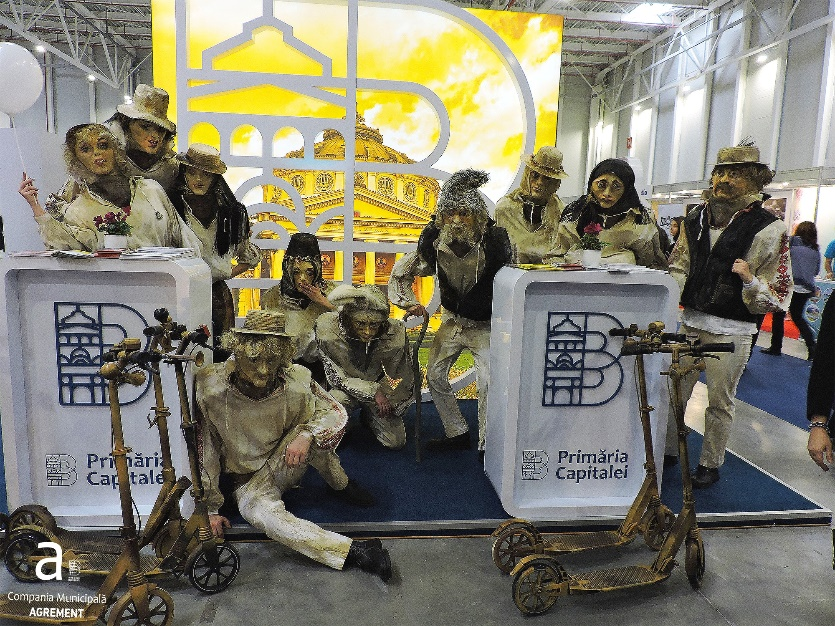 Primăria
Capitalei
Primăria
Capitalei
a
Compania Municipală
AGREMENT